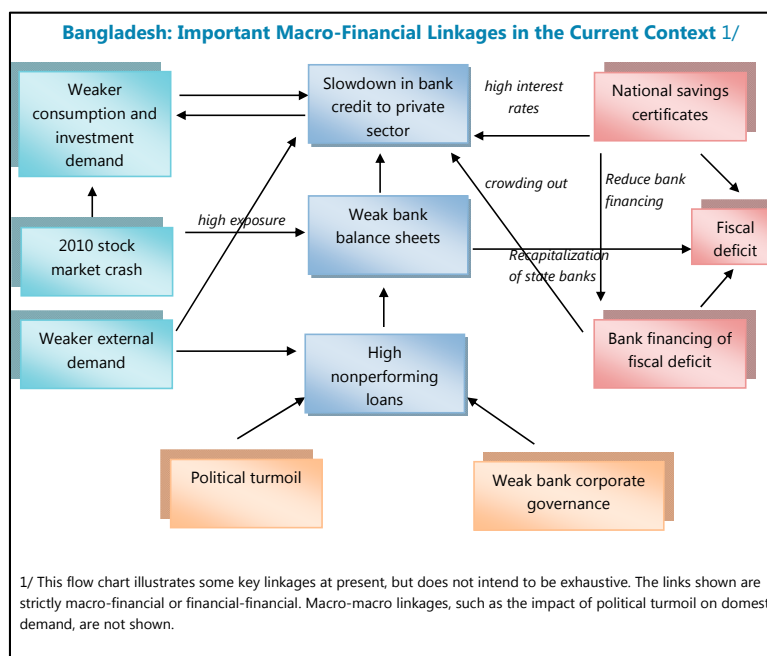 Bangladesh: Important Macro-Financial Linkages in the Current Context 1/
Weaker
consumption and
investment
demand
Slowdown in bank
credit to private
sector
high interest
rates
National savings
certificates
crowding out
Reduce bank
financing
2010 stock
market crash
high exposure
Weak bank
balance sheets
Recapitalization
of state banks
Fiscal
deficit
Weaker external
demand
High
nonperforming
loans
Bank financing of
fiscal deficit
Political turmoil
Weak bank corporate
governance
1/ This flow chart illustrates some key linkages at present, but does not intend to be exhaustive. The links shown are
strictly macro-financial or financial-financial. Macro-macro linkages, such as the impact of political turmoil on domest
demand, are not shown.